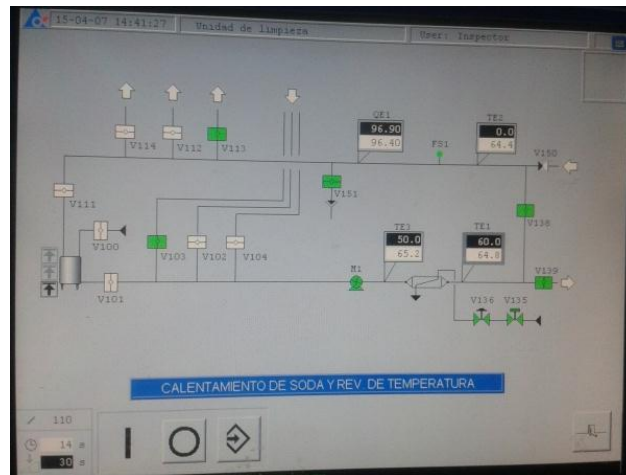 15-04-07 14:41:27 Unidad de limpieza User: Inspector
QE1
96.90
96.40
TE2
0.0
64.4
FS1
V150
V114
V112
V113
V151
V111
V138
V100
V103
V102
V104
TE3
50.0
65.2
TE1
60.0
64.8
V139
M1
V101
V136
V135
CALENTAMIENTO DE SODA Y REV. DE TEMPERATURA
110
14 s
30 s